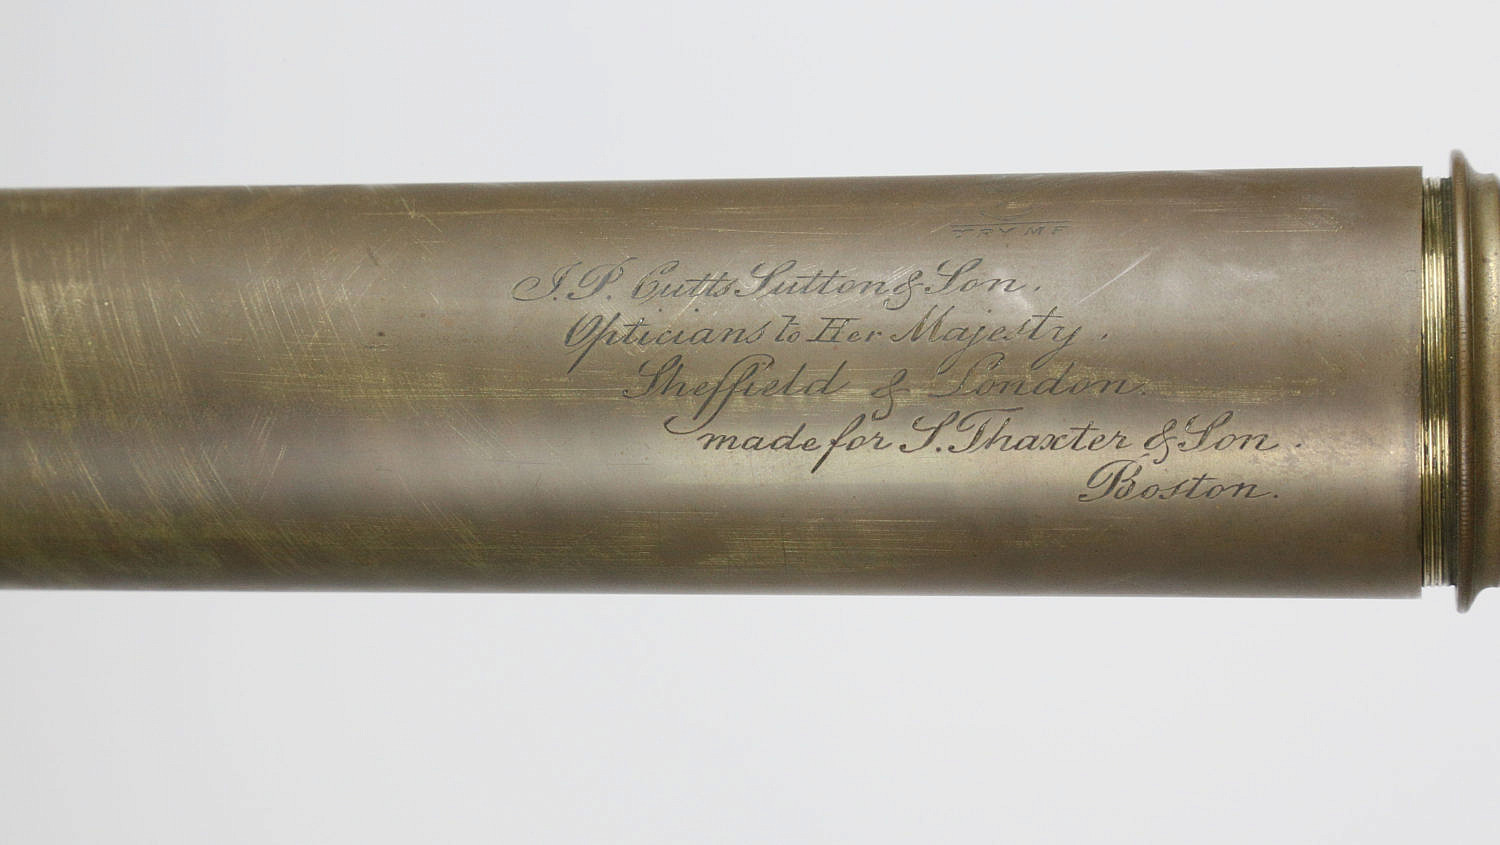 TRY ME
J. P. Cutts Sutton & Son.
Opticians to Her Majesty.
Sheffield & London.
made for S. Thaxter & Son.
Boston.